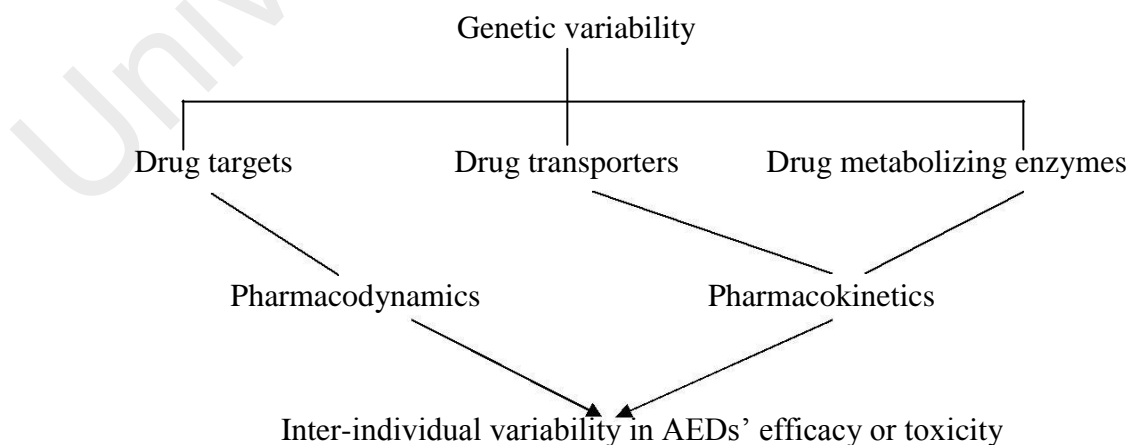 Univ
Genetic variability
Drug targets Drug transporters Drug metabolizing enzymes
Pharmacodynamics Pharmacokinetics
Inter-individual variability in AEDs’ efficacy or toxicity